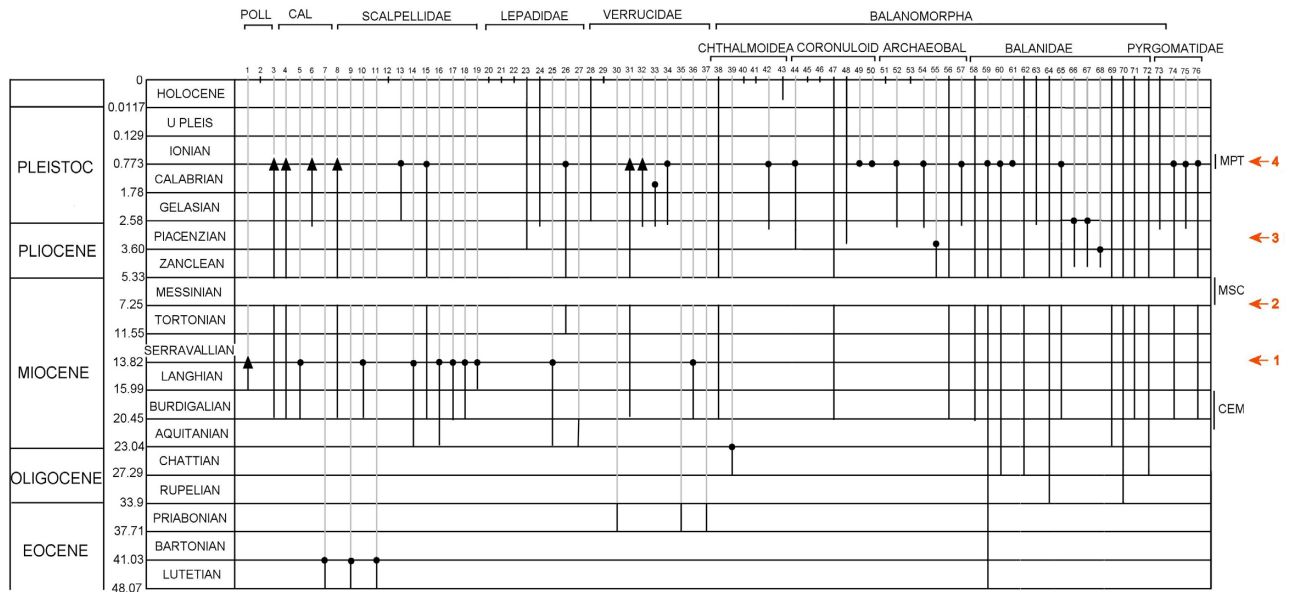 POLL CAL SCALPELLIDAE LEPADIDAE VERRUCIDAE BALANOMORPHA
CHTHALMOIDEA CORONULOID ARCHAEOBAL BALANIDAE PYRGOMATIDAE
1 2 3 4 5 6 7 8 9 10 11 12 13 14 15 16 17 18 19 20 21 22 23 24 25 26 27 28 29 30 31 32 33 34 35 36 37 38 39 40 41 42 43 44 45 46 47 48 49 50 51 52 53 54 55 56 57 58 59 60 61 62 63 64 65 66 67 68 69 70 71 72 73 74 75 76
0
HOLOCENE
0.0117
U PLEIS
0.129
IONIAN
PLEISTOC 0.773 MPT 4
CALABRIAN
1.78
GELASIAN
2.58
PIACENZIAN 3
PLIOCENE 3.60
ZANCLEAN
5.33
MESSINIAN MSC
7.25 2
TORTONIAN
11.55
SERRAVALLIAN
13.82 1
MIOCENE LANGHIAN
15.99
BURDIGALIAN CEM
20.45
AQUITANIAN
23.04
CHATTIAN
OLIGOCENE 27.29
RUPELIAN
33.9
PRIABONIAN
37.71
EOCENE BARTONIAN
41.03
LUTETIAN
48.07